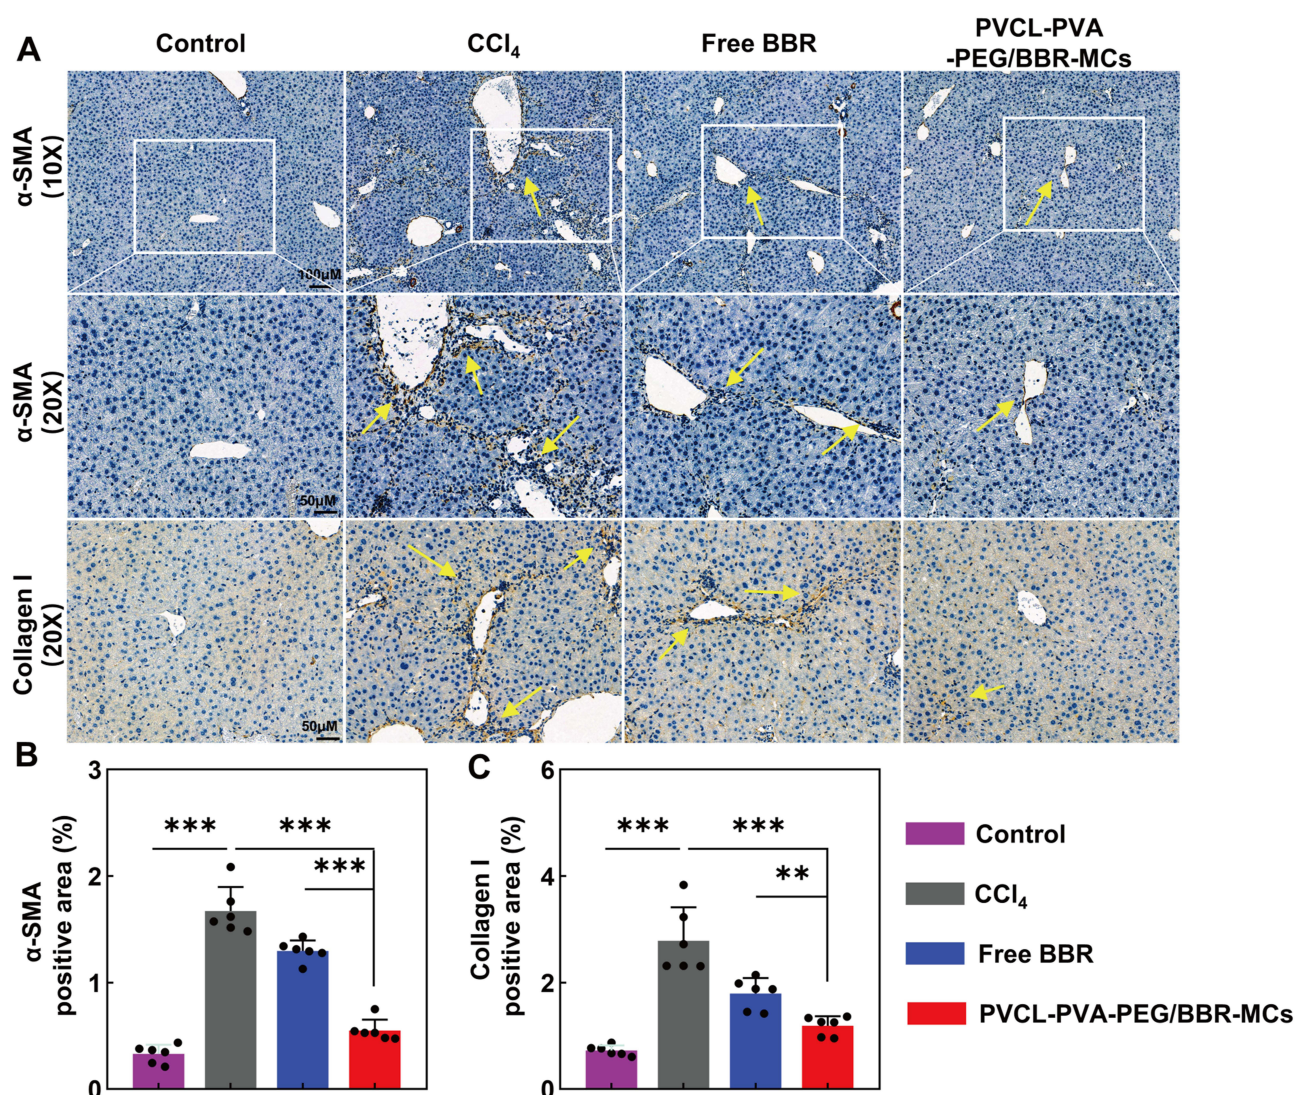 A
Control
CCl₄
Free BBR
PVCL-PVA
-PEG/BBR-MCs
α-SMA
(10X)
100μM
α-SMA
(20X)
50μM
Collagen I
(20X)
50μM
B
α-SMA
positive area (%)
3
2
1
0
***
***
***
C
Collagen I
positive area (%)
6
4
2
0
***
***
**
Control
CCl₄
Free BBR
PVCL-PVA-PEG/BBR-MCs